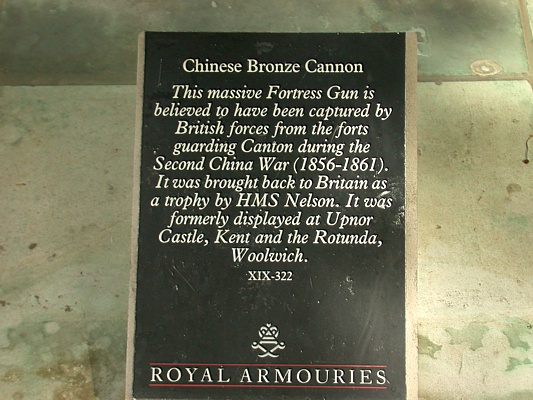 Chinese Bronze Cannon
This massive Fortress Gun is
believed to have been captured by
British forces from the forts
guarding Canton during the
Second China War (1856-1861).
It was brought back to Britain as
a trophy by HMS Nelson. It was
formerly displayed at Upnor
Castle, Kent and the Rotunda,
Woolwich.
XIX-322
ROYAL ARMOURIES